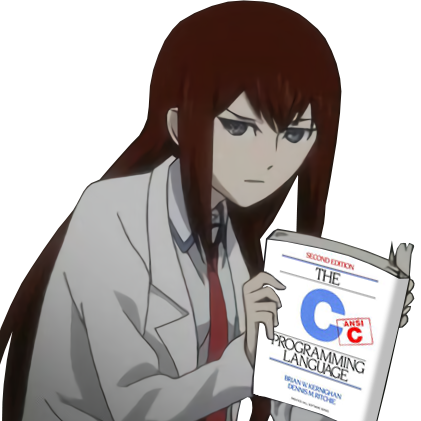 SECOND EDITION
THE
C
ANSI
C
PROGRAMMING
LANGUAGE
BRIAN W. KERNIGHAN
DENNIS M. RITCHIE